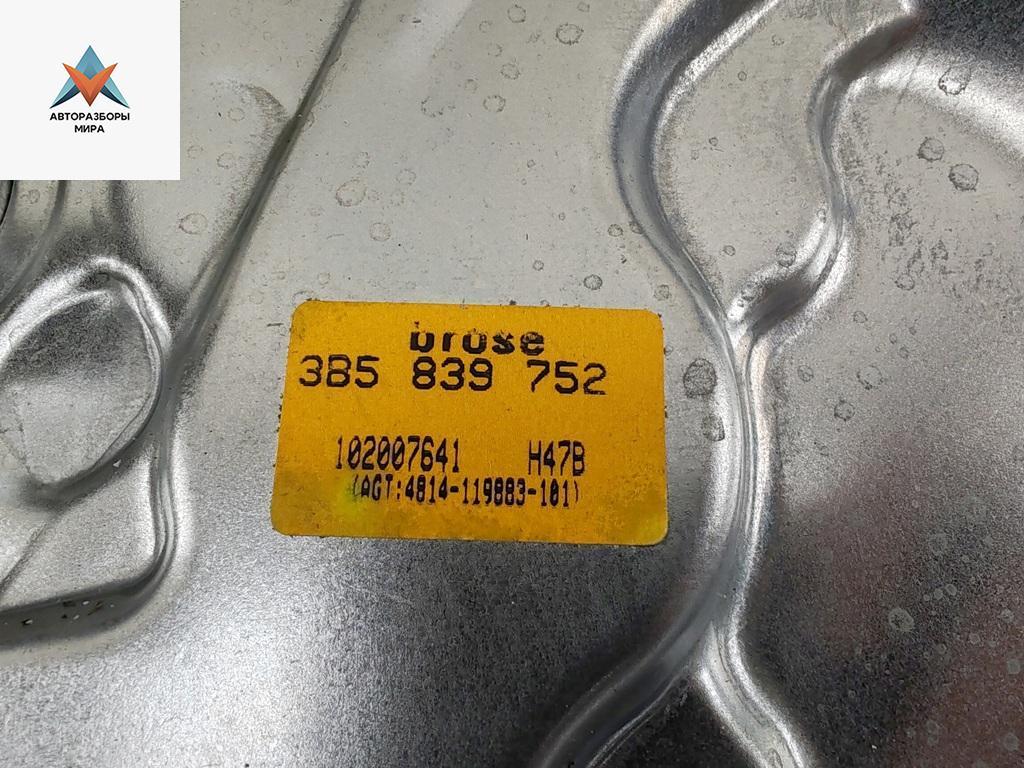 АВТОРАЗБОРЫ
МИРА
brose
3B5 839 752
102007641 H47B
(AGT:4814-119883-101)